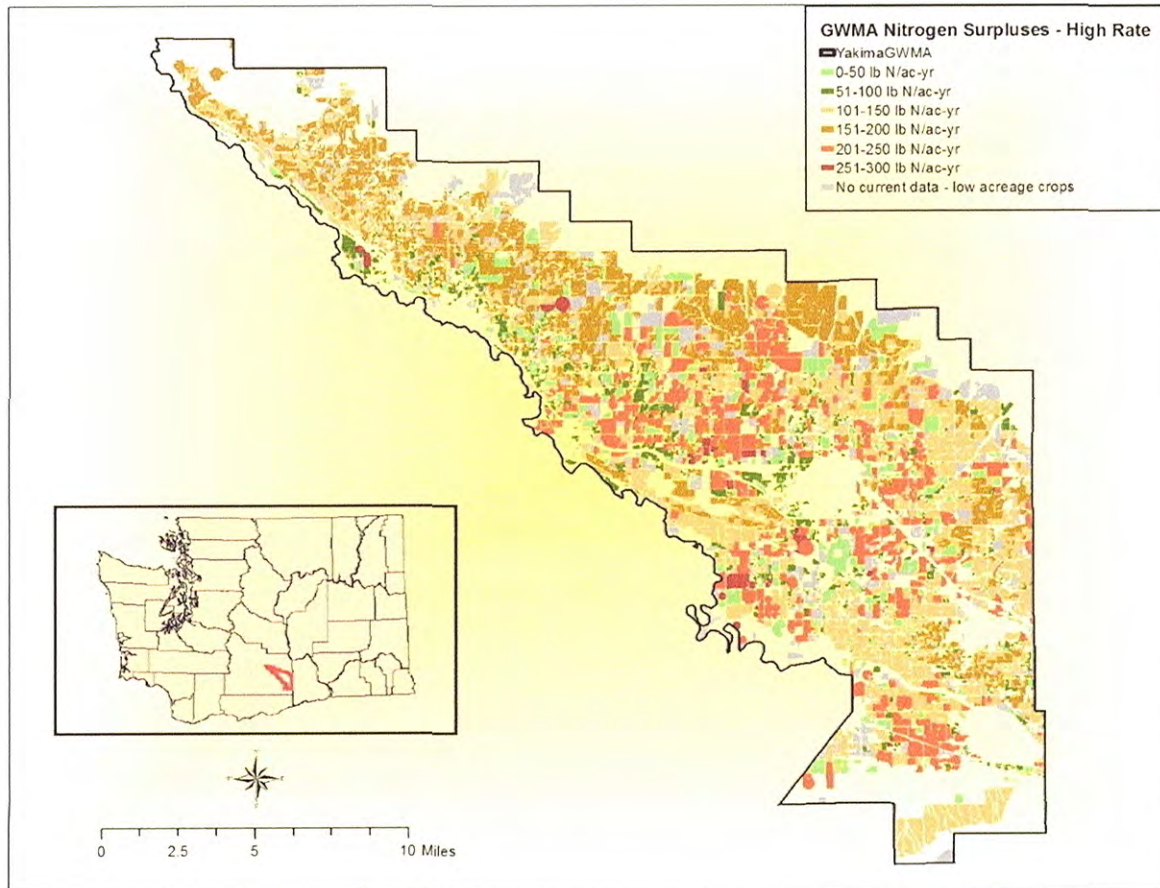 GWMA Nitrogen Surpluses - High Rate
YakimaGWMA
0-50 lb N/ac-yr
51-100 lb N/ac-yr
101-150 lb N/ac-yr
151-200 lb N/ac-yr
201-250 lb N/ac-yr
251-300 lb N/ac-yr
No current data - low acreage crops
0 2.5 5 10 Miles